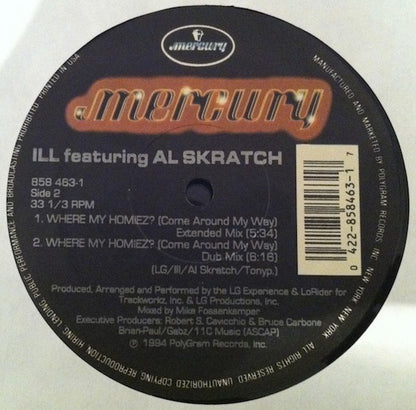 mercury
mercury
ILL featuring AL SKRATCH
858 463-1
Side 2
33 1/3 RPM
1. WHERE MY HOMIEZ? (Come Around My Way)
Extended Mix (5:34)
2. WHERE MY HOMIEZ? (Come Around My Way)
Dub Mix (6:16)
(LG/Ill/Al Skratch/Tonyp.)
Produced, Arranged and Performed by the LG Experience & LoRider for
Trackworkz, Inc. & LG Productions, Inc.
Mixed by Mike Fossenkemper
Executive Producers: Robert S. Cavicchio & Bruce Carbone
Brian-Paul/Gabz/11C Music (ASCAP)
℗ 1994 PolyGram Records, Inc.
0 422-858463-1 7
MANUFACTURED AND MARKETED BY POLYGRAM RECORDS, INC. NEW YORK, NEW YORK.
ALL RIGHTS RESERVED UNAUTHORIZED COPYING REPRODUCTION HIRING LENDING PUBLIC PERFORMANCE AND BROADCASTING PROHIBITED PRINTED IN USA